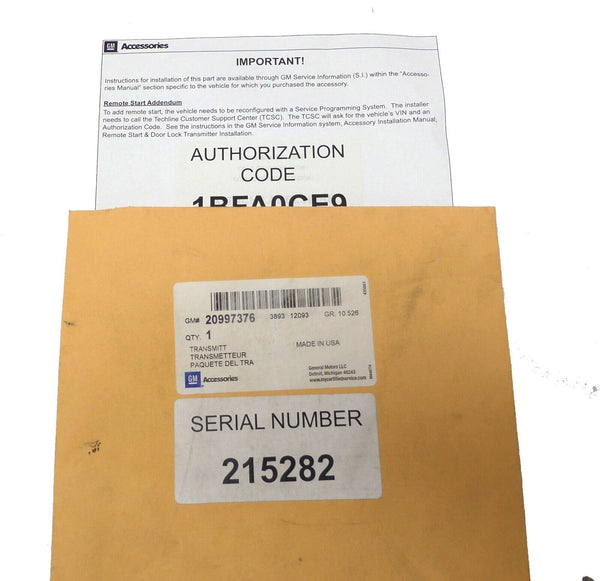 GM Accessories
IMPORTANT!
Instructions for installation of this part are available through GM Service Information (S.I.) within the "Accesso-
ries Manual" section specific to the vehicle for which you purchased the accessory.
Remote Start Addendum
To add remote start, the vehicle needs to be reconfigured with a Service Programming System. The installer
needs to call the Techline Customer Support Center (TCSC). The TCSC will ask for the vehicle's VIN and an
Authorization Code. See the instructions in the GM Service Information system, Accessory Installation Manual,
Remote Start & Door Lock Transmitter Installation.
AUTHORIZATION
CODE
GM# 20997376 3893 12093 GR. 10.526
QTY. 1
TRANSMITT MADE IN USA
TRANSMETTEUR
PAQUETE DEL TRA
GM Accessories
General Motors LLC
Detroit, Michigan 48243
www.mycertifiedservice.com
SERIAL NUMBER
215282